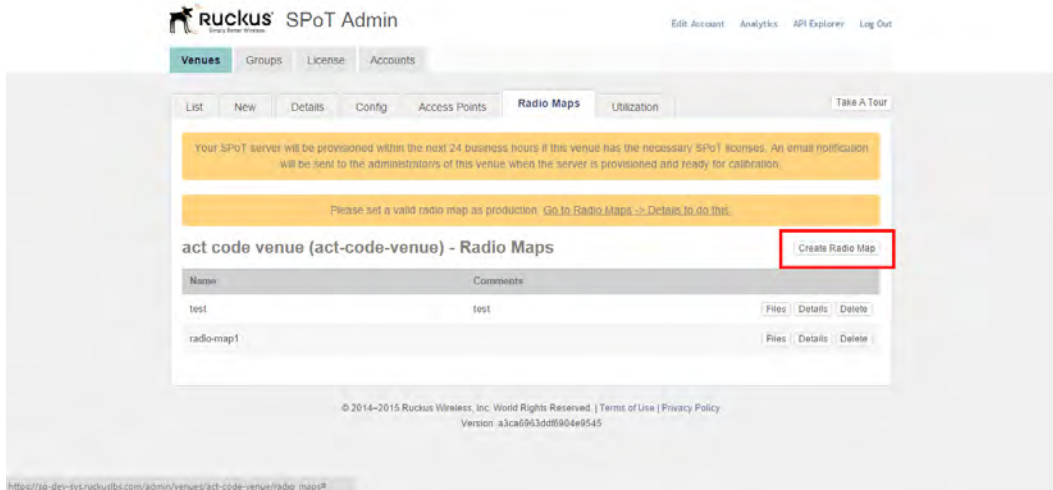 Ruckus SPoT Admin
Simply Better Wireless.
Edit Account Analytics API Explorer Log Out
Venues Groups License Accounts
List New Details Config Access Points Radio Maps Utilization Take A Tour
Your SPoT server will be provisioned within the next 24 business hours if this venue has the necessary SPoT licenses. An email notification
will be sent to the administrator/s of this venue when the server is provisioned and ready for calibration.
Please set a valid radio map as production. Go to Radio Maps -> Details to do this.
act code venue (act-code-venue) - Radio Maps Create Radio Map
Name Comments
test test Files Details Delete
radio-map1 Files Details Delete
© 2014–2015 Ruckus Wireless, Inc. World Rights Reserved. | Terms of Use | Privacy Policy
Version: a3ca6963ddf6904e9545
https://sp-dev-sys.ruckuslbs.com/admin/venues/act-code-venue/radio_maps#